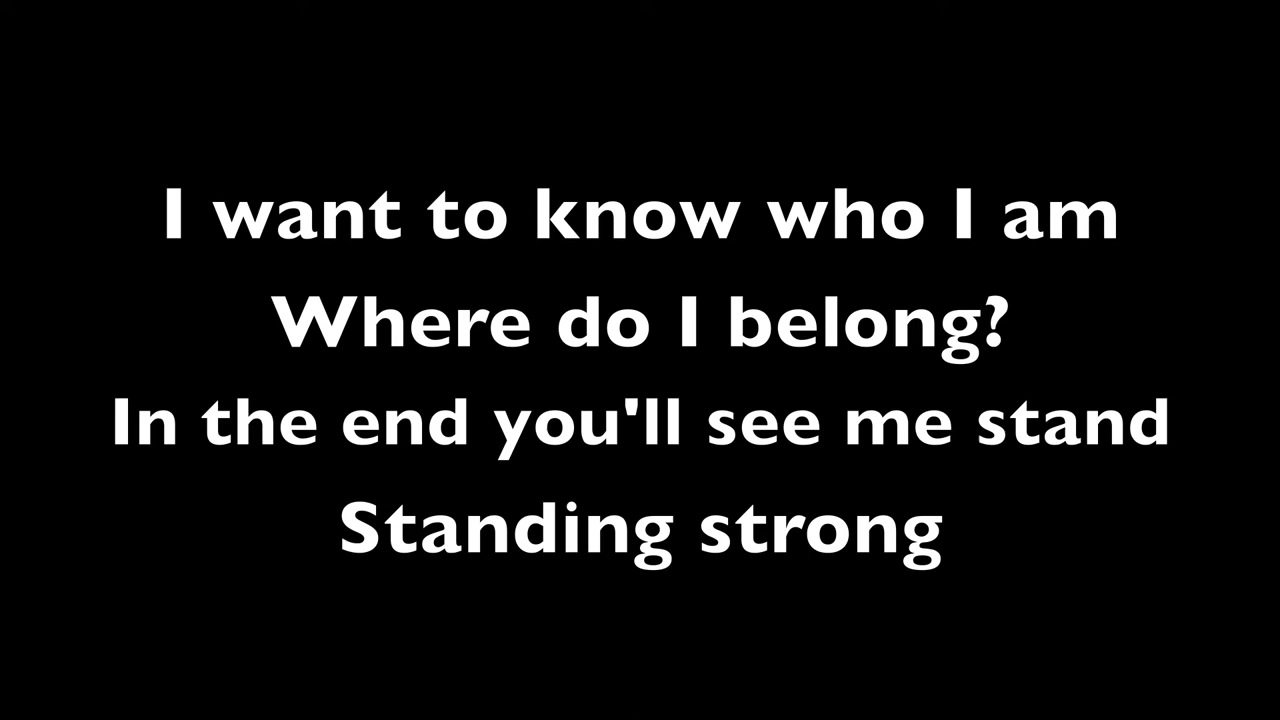 I want to know who I am
Where do I belong?
In the end you'll see me stand
Standing strong